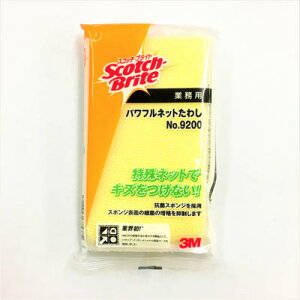 スコッチ・ブライト
Scotch-Brite
業務用
パワフルネットたわし
No.9200
特殊ネットで
キズをつけない!
抗菌スポンジを採用
スポンジ表面の細菌の増殖を抑制します
業界初!
3M